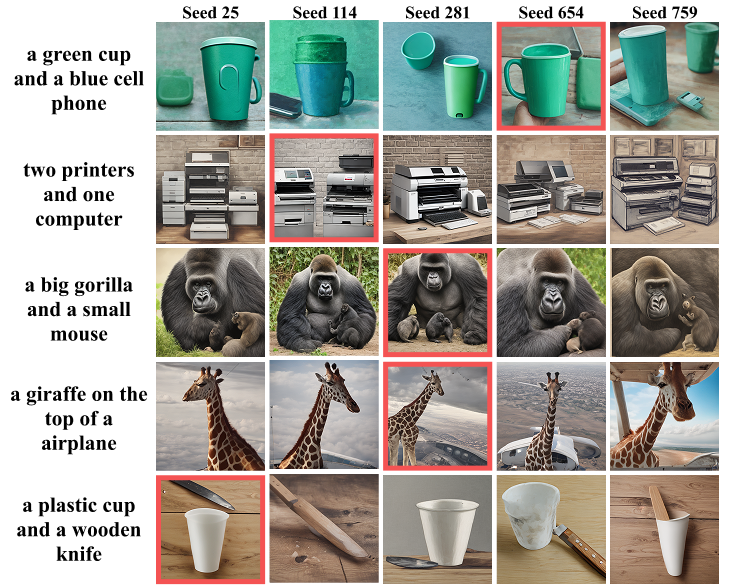 Seed 25 Seed 114 Seed 281 Seed 654 Seed 759
a green cup
and a blue cell
phone
two printers
and one
computer
a big gorilla
and a small
mouse
a giraffe on the
top of a
airplane
a plastic cup
and a wooden
knife